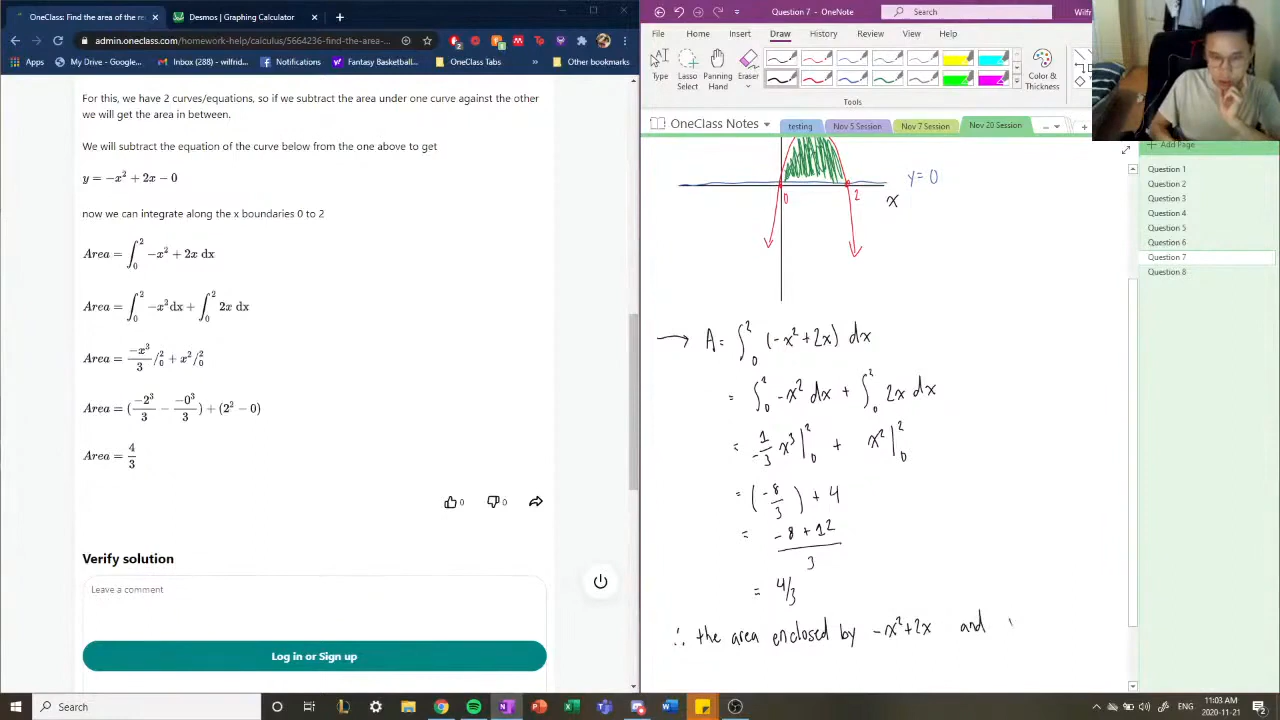 OneClass Find the area of the re
Desmos | Graphing Calculator
admin.oneclass.com/homework-help/calculus/5664236-find-the-area-...
Apps
My Drive - Google
Inbox (52) - w
Fantasy Basketball...
Other bookmarks
For this, we have 2 curves/equations, so if we subtract the area under one curve against the other
we will get the area in between.
We will subtract the equation of the curve below from the one above to get
y = −x² + 2x − 0
now we can integrate along the x boundaries 0 to 2
Area = ∫₀² −x² + 2x dx
Area = ∫₀² −x²dx + ∫₀² 2x dx
Area = −x³/3 /₀² + x²/₀²
Area = (−2³/3 − −0³/3) + (2² − 0)
Area = 4/3
0
0
Verify solution
Leave a comment
Log in or Sign up
Question 7 - OneNote
Search
Wilfr
File
Home
Insert
Draw
History
Review
View
Help
Type
Lasso Select
Panning Hand
Eraser
Color & Thickness
Sha
Tools
OneClass Notes
testing
Nov 5 Session
Nov 7 Session
Nov 20 Session
Add Page
Question 1
Question 2
Question 3
Question 4
Question 5
Question 6
Question 7
Question 8
y= 0
0
2
x
→ A= ∫₀² (-x²+2x) dx
= ∫₀² -x² dx + ∫₀² 2x dx
= -1/3 x³|₀² + x²|₀²
= (-8/3) + 4
= -8+12/3
= 4/3
∴ the area enclosed by -x²+2x and
Search
11:03 AM
2020-11-21